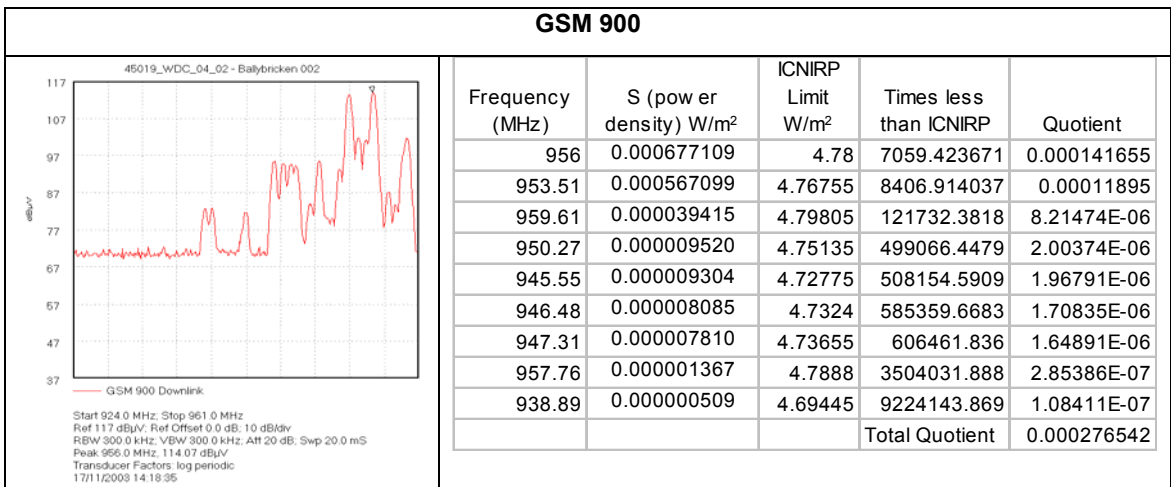 GSM 900
45019_WDC_04_02 - Ballybricken 002
117
107
97
87
77
67
57
47
37
dBµV
GSM 900 Downlink
Start 924.0 MHz; Stop 961.0 MHz
Ref 117 dBµV; Ref Offset 0.0 dB; 10 dB/div
RBW 300.0 kHz; VBW 300.0 kHz; Att 20 dB; Swp 20.0 mS
Peak 956.0 MHz, 114.07 dBµV
Transducer Factors: log periodic
17/11/2003 14:18:35
Frequency (MHz) S (pow er density) W/m² ICNIRP Limit W/m² Times less than ICNIRP Quotient
956 0.000677109 4.78 7059.423671 0.000141655
953.51 0.000567099 4.76755 8406.914037 0.00011895
959.61 0.000039415 4.79805 121732.3818 8.21474E-06
950.27 0.000009520 4.75135 499066.4479 2.00374E-06
945.55 0.000009304 4.72775 508154.5909 1.96791E-06
946.48 0.000008085 4.7324 585359.6683 1.70835E-06
947.31 0.000007810 4.73655 606461.836 1.64891E-06
957.76 0.000001367 4.7888 3504031.888 2.85386E-07
938.89 0.000000509 4.69445 9224143.869 1.08411E-07
Total Quotient 0.000276542